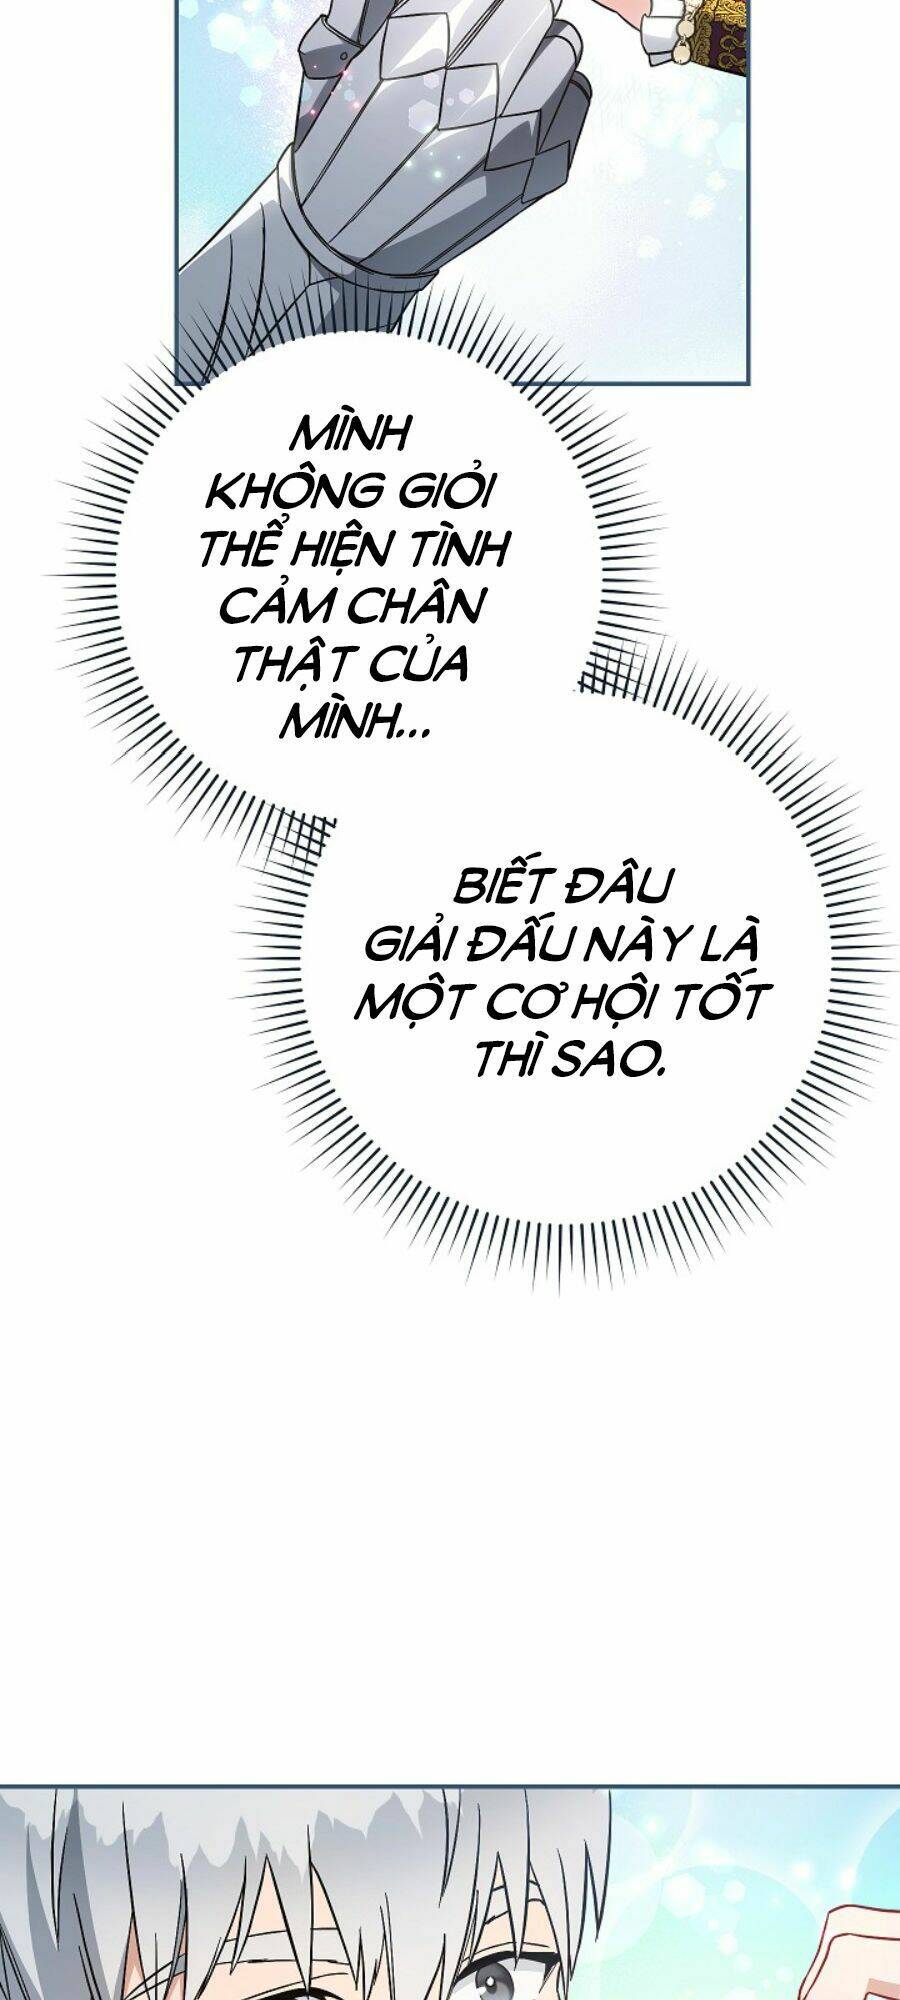 MÌNH
KHÔNG GIỎI
THỂ HIỆN TÌNH
CẢM CHÂN
THẬT CỦA
MÌNH...
BIẾT ĐÂU
GIẢI ĐẤU NÀY LÀ
MỘT CƠ HỘI TỐT
THÌ SAO.